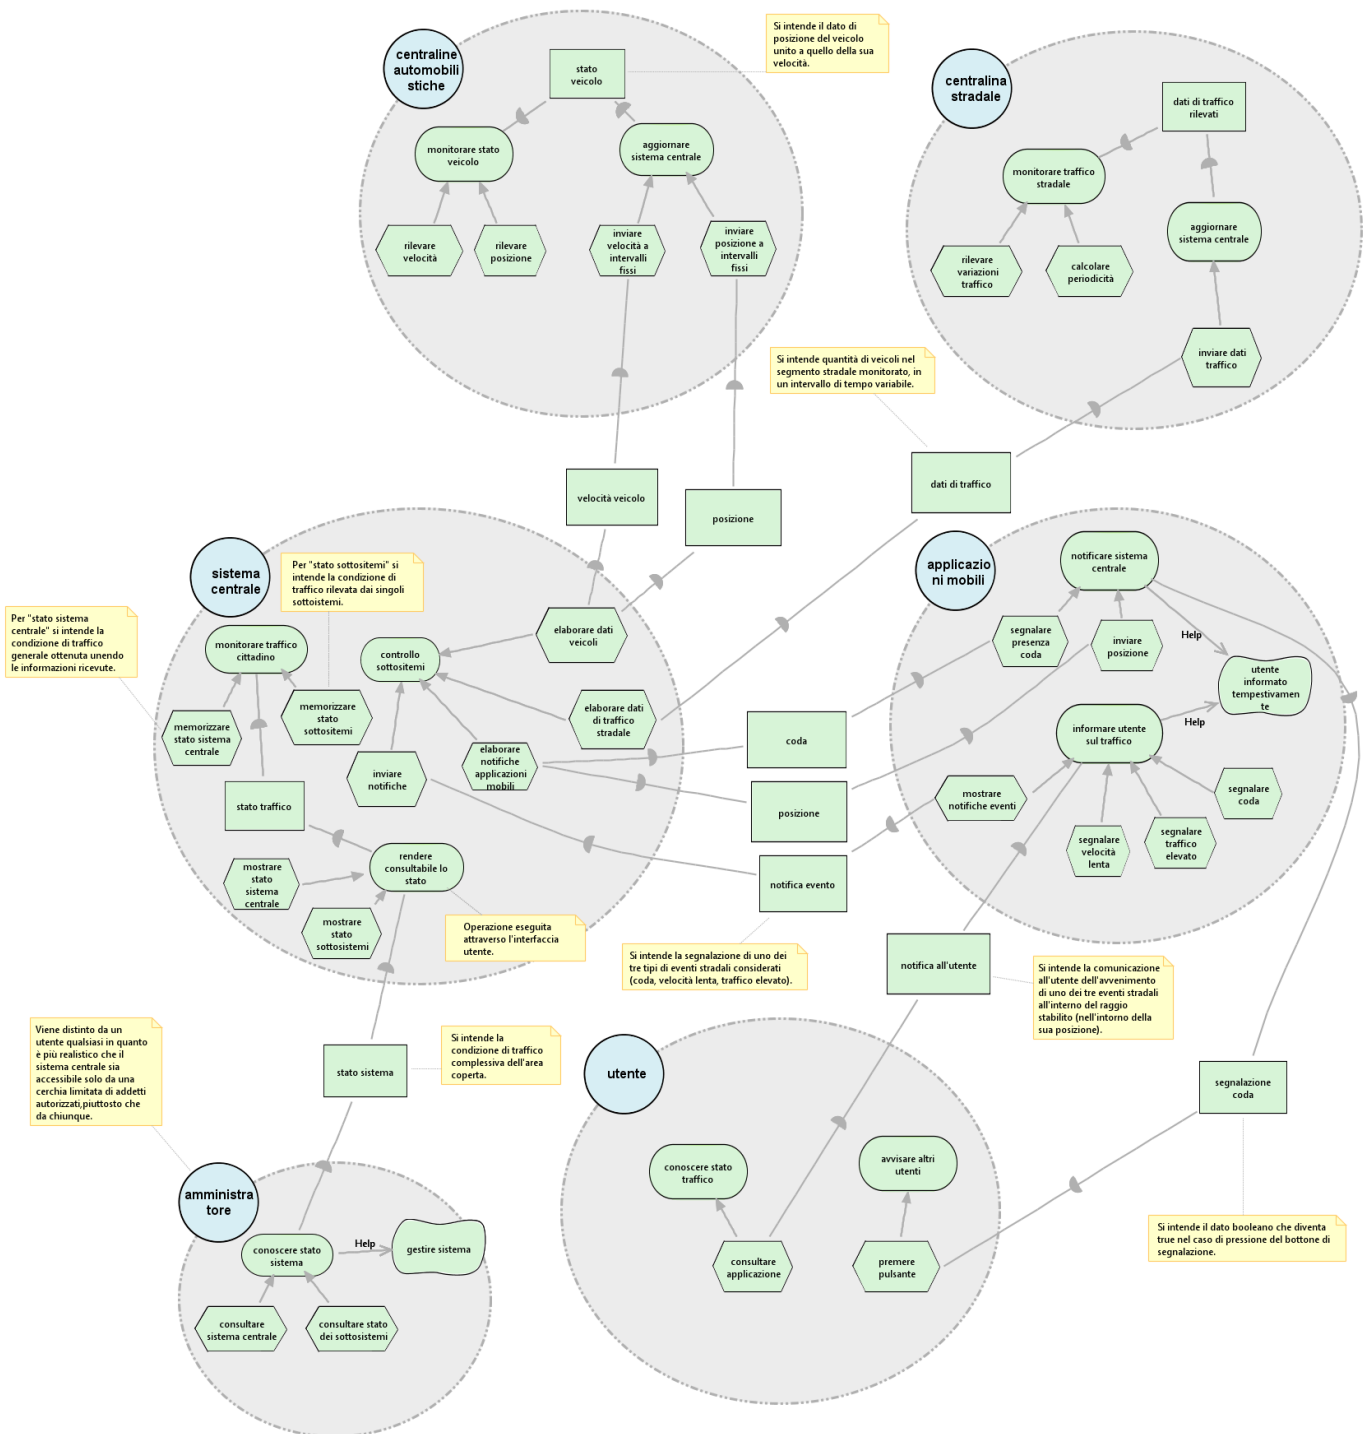 Si intende il dato di
posizione del veicolo
unito a quello della sua
velocità.
centraline
automobili
stiche
stato
veicolo
centralina
stradale
dati di traffico
rilevati
monitorare stato
veicolo
aggiornare
sistema centrale
monitorare traffico
stradale
rilevare
velocità
rilevare
posizione
inviare
velocità a
intervalli
fissi
inviare
posizione a
intervalli
fissi
aggiornare
sistema centrale
rilevare
variazioni
traffico
calcolare
periodicità
inviare dati
traffico
Si intende quantità di veicoli nel
segmento stradale monitorato, in
un intervallo di tempo variabile.
velocità veicolo
posizione
dati di traffico
sistema
centrale
Per "stato sottositemi" si
intende la condizione di
traffico rilevata dai singoli
sottoistemi.
Per "stato sistema
centrale" si intende la
condizione di traffico
generale ottenuta unendo
le informazioni ricevute.
monitorare traffico
cittadino
controllo
sottositemi
elaborare dati
veicoli
memorizzare
stato sistema
centrale
memorizzare
stato
sottositemi
elaborare dati
di traffico
stradale
inviare
notifiche
elaborare
notifiche
applicazioni
mobili
stato traffico
rendere
consultabile lo
stato
mostrare
stato
sistema
centrale
mostrare
stato
sottosistemi
Operazione eseguita
attraverso l'interfaccia
utente.
coda
posizione
notifica evento
Si intende la segnalazione di uno dei
tre tipi di eventi stradali considerati
(coda, velocità lenta, traffico elevato).
applicazio
ni mobili
notificare sistema
centrale
segnalare
presenza
coda
inviare
posizione
Help
utente
informato
tempestivamen
te
informare utente
sul traffico
Help
mostrare
notifiche eventi
segnalare
coda
segnalare
velocità
lenta
segnalare
traffico
elevato
notifica all'utente
Si intende la comunicazione
all'utente dell'avvenimento
di uno dei tre eventi stradali
all'interno del raggio
stabilito (nell'intorno della
sua posizione).
Viene distinto da un
utente qualsiasi in quanto
è più realistico che il
sistema centrale sia
accessibile solo da una
cerchia limitata di addetti
autorizzati,piuttosto che
da chiunque.
stato sistema
Si intende la
condizione di traffico
complessiva dell'area
coperta.
utente
segnalazione
coda
conoscere stato
traffico
avvisare altri
utenti
consultare
applicazione
premere
pulsante
Si intende il dato booleano che diventa
true nel caso di pressione del bottone di
segnalazione.
amministra
tore
conoscere stato
sistema
Help
gestire sistema
consultare
sistema centrale
consultare stato
dei sottosistemi